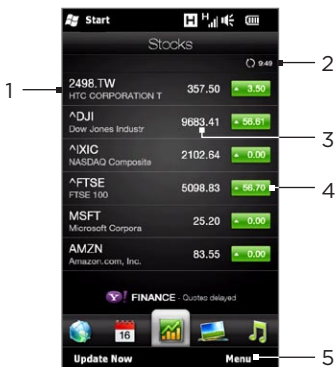 Start H H
Stocks
9:49 2
1 2498.TW 357.50 3.50
HTC CORPORATION T
^DJI 9683.41 56.61
Dow Jones Industr
3
^IXIC 2102.64 0.00
NASDAQ Composite
^FTSE 5098.83 56.70 4
FTSE 100
MSFT 25.20 0.00
Microsoft Corpora
AMZN 83.55 0.00
Amazon.com, Inc.
Y! FINANCE - Quotes delayed
16
Update Now Menu 5